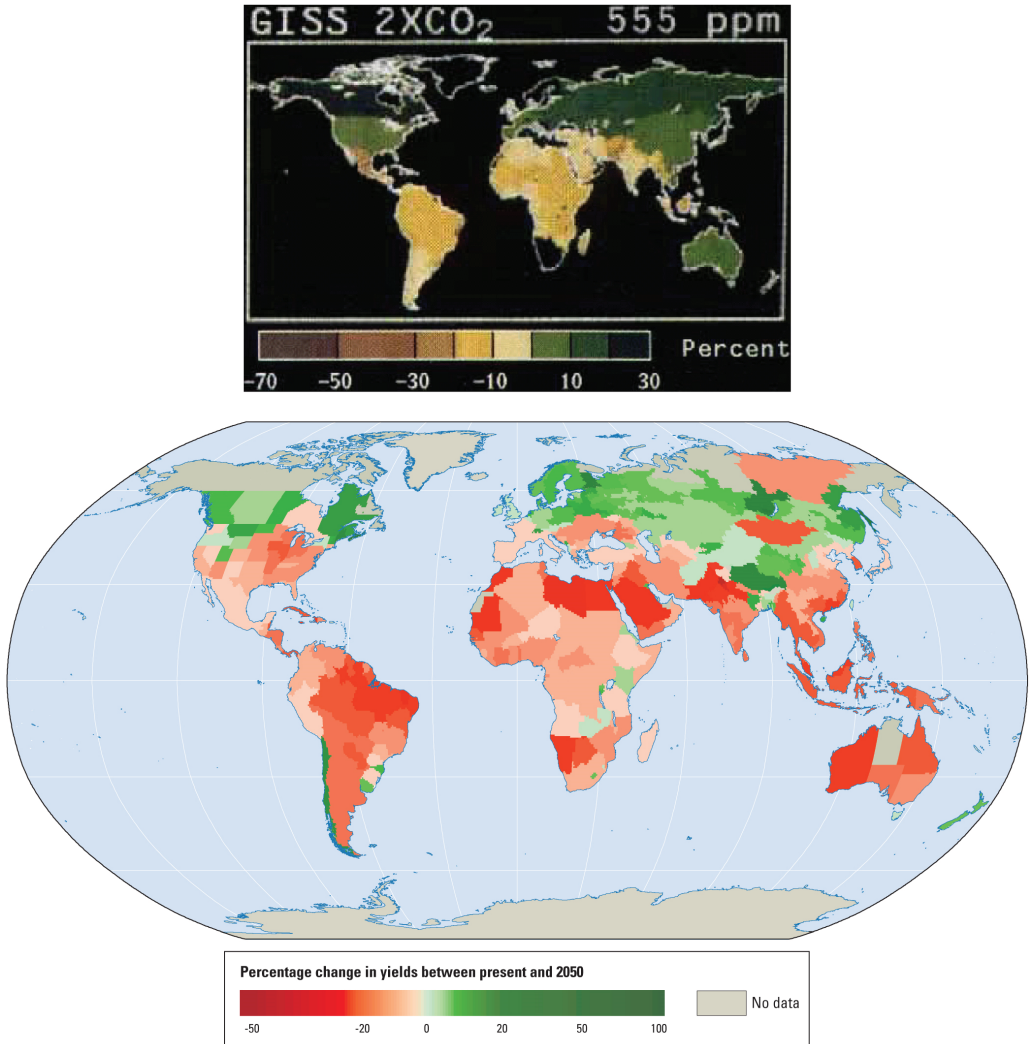 GISS 2XCO₂ 555 ppm
Percent
-70 -50 -30 -10 10 30
Percentage change in yields between present and 2050
No data
-50 -20 0 20 50 100